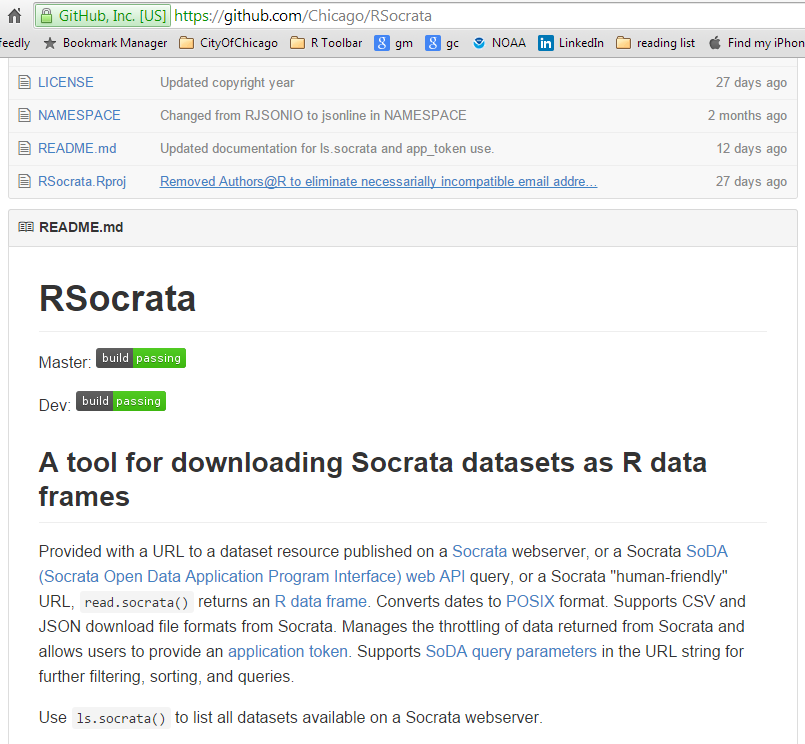 GitHub, Inc. [US] https://github.com/Chicago/RSocrata
feedly Bookmark Manager CityOfChicago R Toolbar gm gc NOAA LinkedIn reading list Find my iPhon
LICENSE Updated copyright year 27 days ago
NAMESPACE Changed from RJSONIO to jsonline in NAMESPACE 2 months ago
README.md Updated documentation for ls.socrata and app_token use. 12 days ago
RSocrata.Rproj Removed Authors@R to eliminate necessarially incompatible email addre... 27 days ago
README.md
RSocrata
Master: build passing
Dev: build passing
A tool for downloading Socrata datasets as R data
frames
Provided with a URL to a dataset resource published on a Socrata webserver, or a Socrata SoDA
(Socrata Open Data Application Program Interface) web API query, or a Socrata "human-friendly"
URL, read.socrata() returns an R data frame. Converts dates to POSIX format. Supports CSV and
JSON download file formats from Socrata. Manages the throttling of data returned from Socrata and
allows users to provide an application token. Supports SoDA query parameters in the URL string for
further filtering, sorting, and queries.
Use ls.socrata() to list all datasets available on a Socrata webserver.